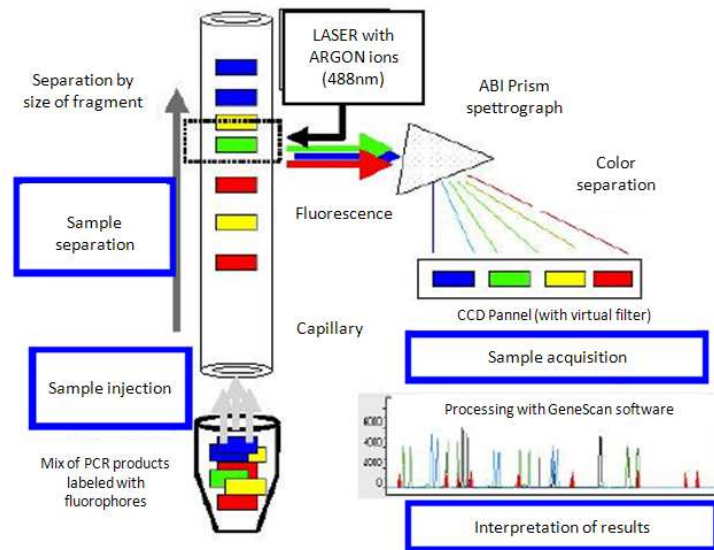 LASER with
ARGON ions
(488nm)
Separation by
size of fragment
ABI Prism
spettrograph
Color
separation
Sample
separation
Fluorescence
CCD Pannel (with virtual filter)
Capillary
Sample acquisition
Sample injection
Processing with GeneScan software
6000
4000
2000
0
Mix of PCR products
labeled with
fluorophores
Interpretation of results